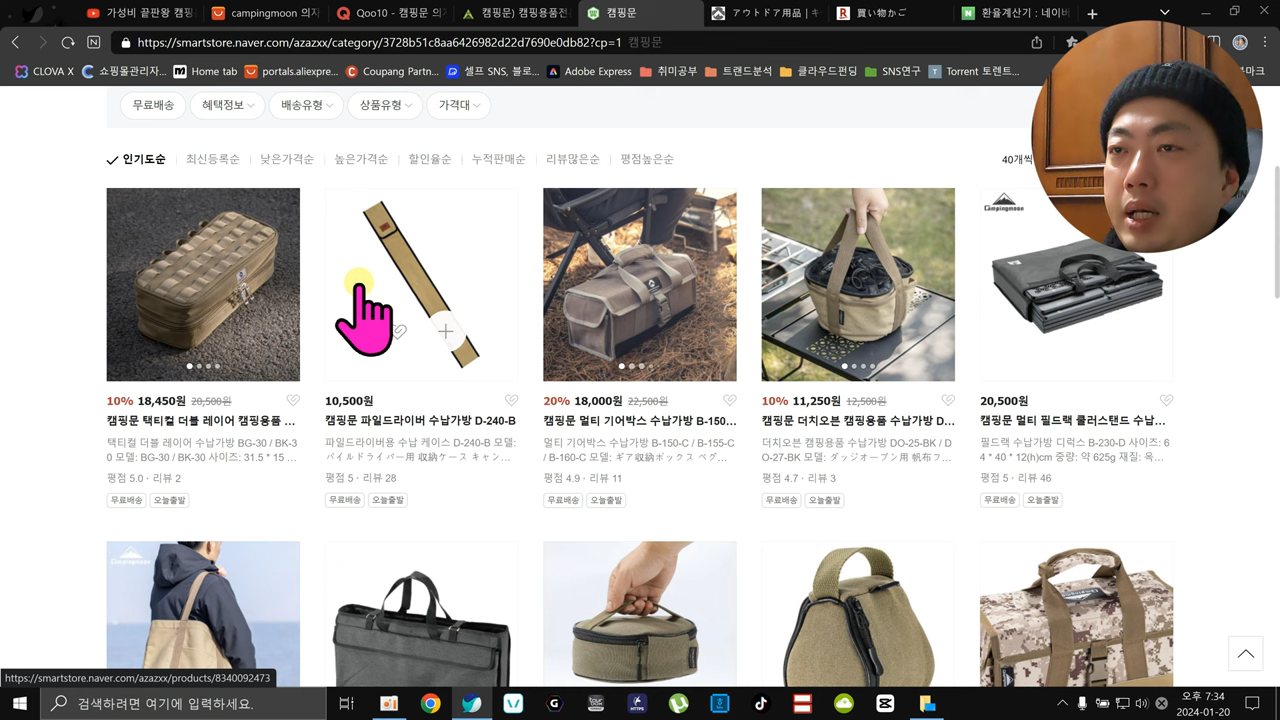 가성비 끝판왕 캠핑
campingmoon 의자
Qoo10 - 캠핑문 의기
캠핑문) 캠핑용품전
캠핑문
アウトドア用品 | キ
買い物かご
환율계산기 : 네이버
https://smartstore.naver.com/azazxx/category/3728b51c8aa6426982d22d7690e0db82?cp=1 캠핑문
CLOVA X
쇼핑몰관리자...
Home tab
portals.aliexpre...
Coupang Partn...
셀프 SNS, 블로...
Adobe Express
취미공부
트랜드분석
클라우드펀딩
SNS연구
Torrent 토렌트...
북마크
무료배송
혜택정보
배송유형
상품유형
가격대
인기도순
최신등록순
낮은가격순
높은가격순
할인율순
누적판매순
리뷰많은순
평점높은순
40개씩
Campingmoon
10% 18,450원 20,500원
캠핑문 택티컬 더블 레이어 캠핑용품 ...
택티컬 더블 레이어 수납가방 BG-30 / BK-3
0 모델: BG-30 / BK-30 사이즈: 31.5 * 15 ...
평점 5.0 · 리뷰 2
무료배송 오늘출발
10,500원
캠핑문 파일드라이버 수납가방 D-240-B
파일드라이버용 수납 케이스 D-240-B 모델:
パイルドライバー用 収納ケース キャン...
평점 5 · 리뷰 28
무료배송 오늘출발
20% 18,000원 22,500원
캠핑문 멀티 기어박스 수납가방 B-150...
멀티 기어박스 수납가방 B-150-C / B-155-C
/ B-160-C 모델: ギア収納ボックス ペグ...
평점 4.9 · 리뷰 11
무료배송 오늘출발
10% 11,250원 12,500원
캠핑문 더치오븐 캠핑용품 수납가방 D...
더치오븐 캠핑용품 수납가방 DO-25-BK / D
O-27-BK 모델: ダッジオーブン用 帆布フ...
평점 4.7 · 리뷰 3
무료배송 오늘출발
20,500원
캠핑문 멀티 필드랙 쿨러스탠드 수납...
필드랙 수납가방 디럭스 B-230-D 사이즈: 6
4 * 40 * 12(h)cm 중량: 약 625g 재질: 옥...
평점 5 · 리뷰 46
무료배송 오늘출발
Campingmoon
https://smartstore.naver.com/azazxx/products/8340092473
검색하려면 여기에 입력하세요.
오후 7:34
2024-01-20